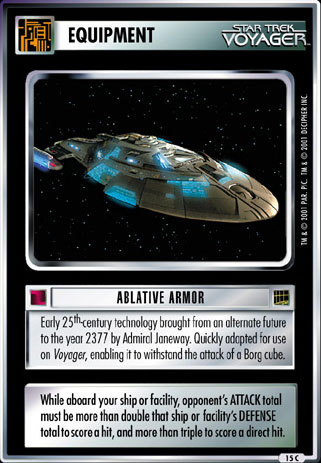 EQUIPMENT
STAR TREK
VOYAGER™
TM & © 2001 PAR. PIC. TM & © 2001 DECIPHER INC.
ABLATIVE ARMOR
Early 25th-century technology brought from an alternate future
to the year 2377 by Admiral Janeway. Quickly adapted for use
on Voyager, enabling it to withstand the attack of a Borg cube.
While aboard your ship or facility, opponent's ATTACK total
must be more than double that ship or facility's DEFENSE
total to score a hit, and more than triple to score a direct hit.
15 C